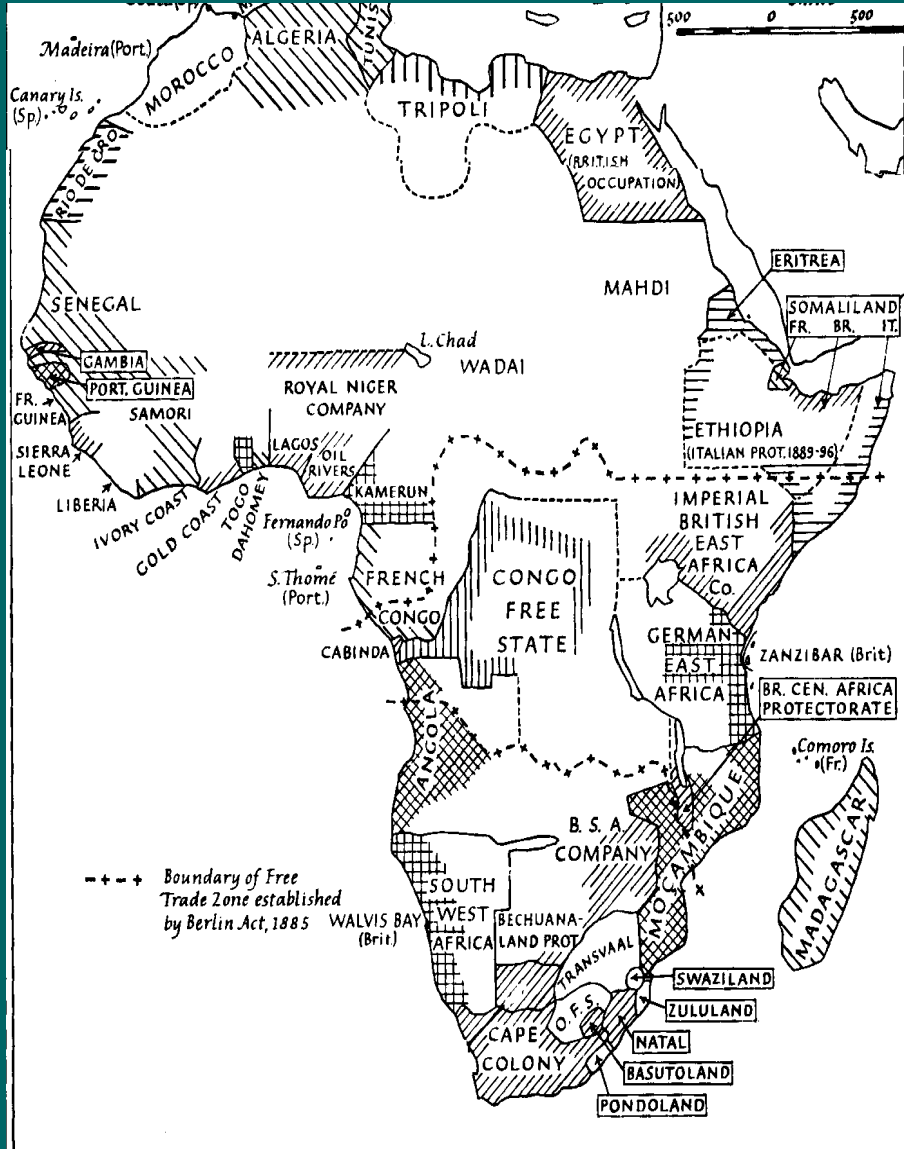 Madeira (Port.)
ALGERIA
TUNIS
500 0 500
MOROCCO
Canary Is.
(Sp.)
TRIPOLI
EGYPT
(BRITISH
OCCUPATION)
RIO DE ORO
MAHDI
ERITREA
SENEGAL
SOMALILAND
FR. BR. IT.
L. Chad
WADAI
GAMBIA
PORT. GUINEA
ROYAL NIGER
COMPANY
FR.
GUINEA
SAMORI
SIERRA
LEONE
LAGOS
OIL
RIVERS
ETHIOPIA
(ITALIAN PROT. 1889-96)
LIBERIA
IVORY COAST
GOLD COAST
TOGO
DAHOMEY
KAMERUN
Fernando Po
(Sp.)
IMPERIAL
BRITISH
EAST
AFRICA
Co.
S. Thomé
(Port.)
FRENCH
CONGO
CONGO
FREE
STATE
CABINDA
GERMAN
EAST
AFRICA
ZANZIBAR (Brit)
BR. CEN. AFRICA
PROTECTORATE
ANGOLA
Comoro Is.
(Fr.)
MOÇAMBIQUE
MADAGASCAR
B. S. A.
COMPANY
Boundary of Free
Trade Zone established
by Berlin Act, 1885
WALVIS BAY
(Brit.)
SOUTH
WEST
AFRICA
BECHUANA-
LAND PROT.
TRANSVAAL
SWAZILAND
ZULULAND
O.F.S.
NATAL
CAPE
COLONY
BASUTOLAND
PONDOLAND